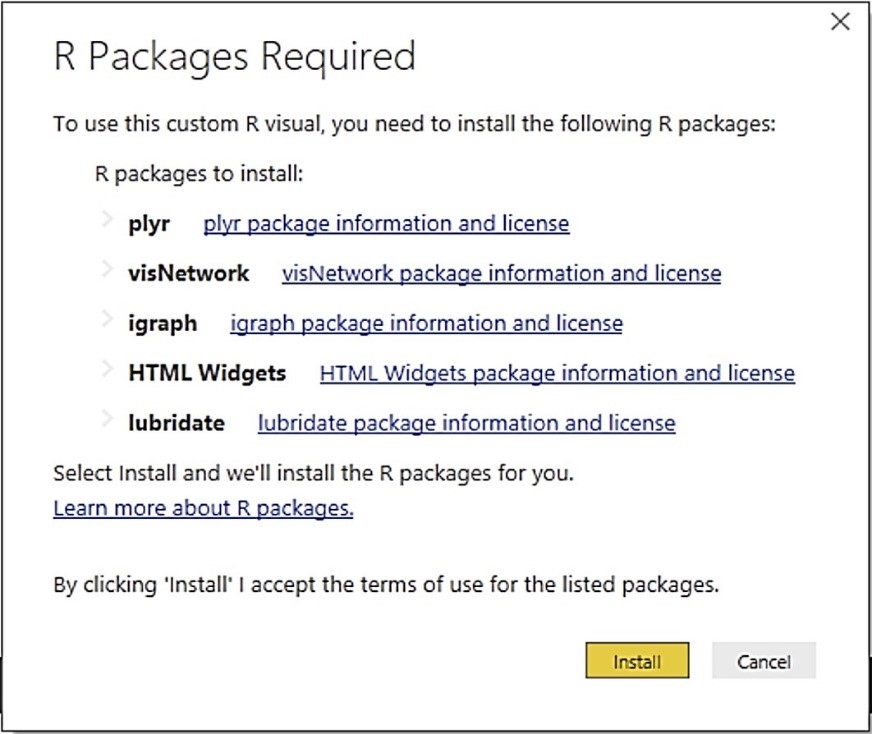 R Packages Required
To use this custom R visual, you need to install the following R packages:
R packages to install:
plyr plyr package information and license
visNetwork visNetwork package information and license
igraph igraph package information and license
HTML Widgets HTML Widgets package information and license
lubridate lubridate package information and license
Select Install and we'll install the R packages for you.
Learn more about R packages.
By clicking 'Install' I accept the terms of use for the listed packages.
Install Cancel